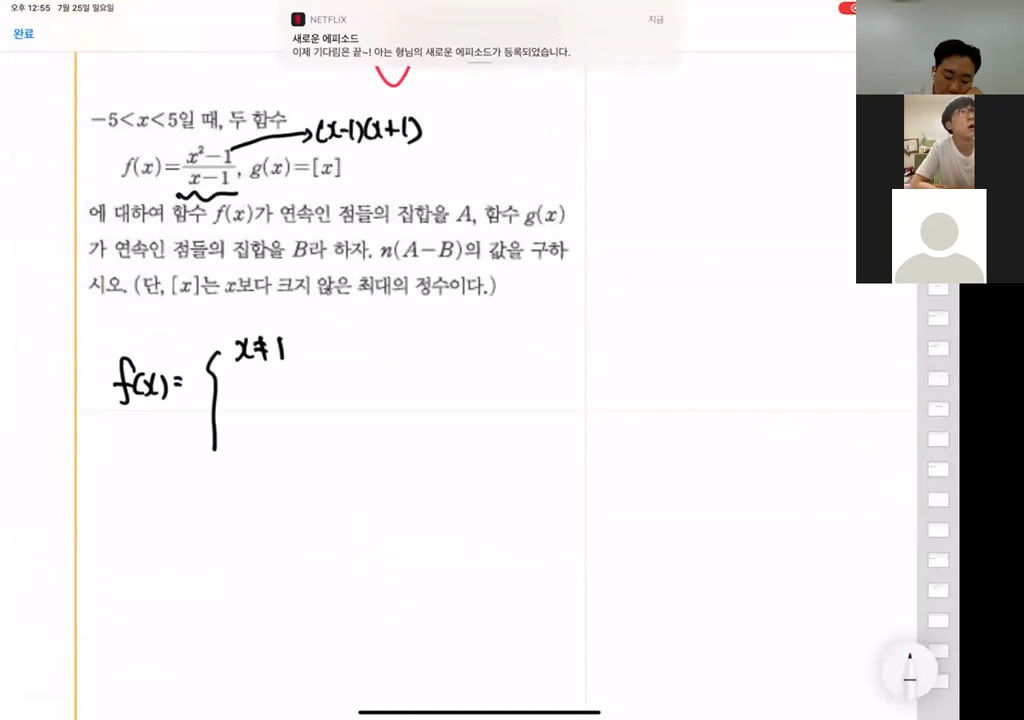 오후 12:55 7월 25일 일요일
NETFLIX
지금
완료
새로운 에피소드
이제 기다림은 끝~! 아는 형님의 새로운 에피소드가 등록되었습니다.
-5<x<5일 때, 두 함수
(x-1)(x+1)
f(x)=\frac{x²-1}{x-1}, g(x)=[x]
에 대하여 함수 f(x)가 연속인 점들의 집합을 A, 함수 g(x)
가 연속인 점들의 집합을 B라 하자. n(A-B)의 값을 구하
시오. (단, [x]는 x보다 크지 않은 최대의 정수이다.)
x≠1
f(x)= {